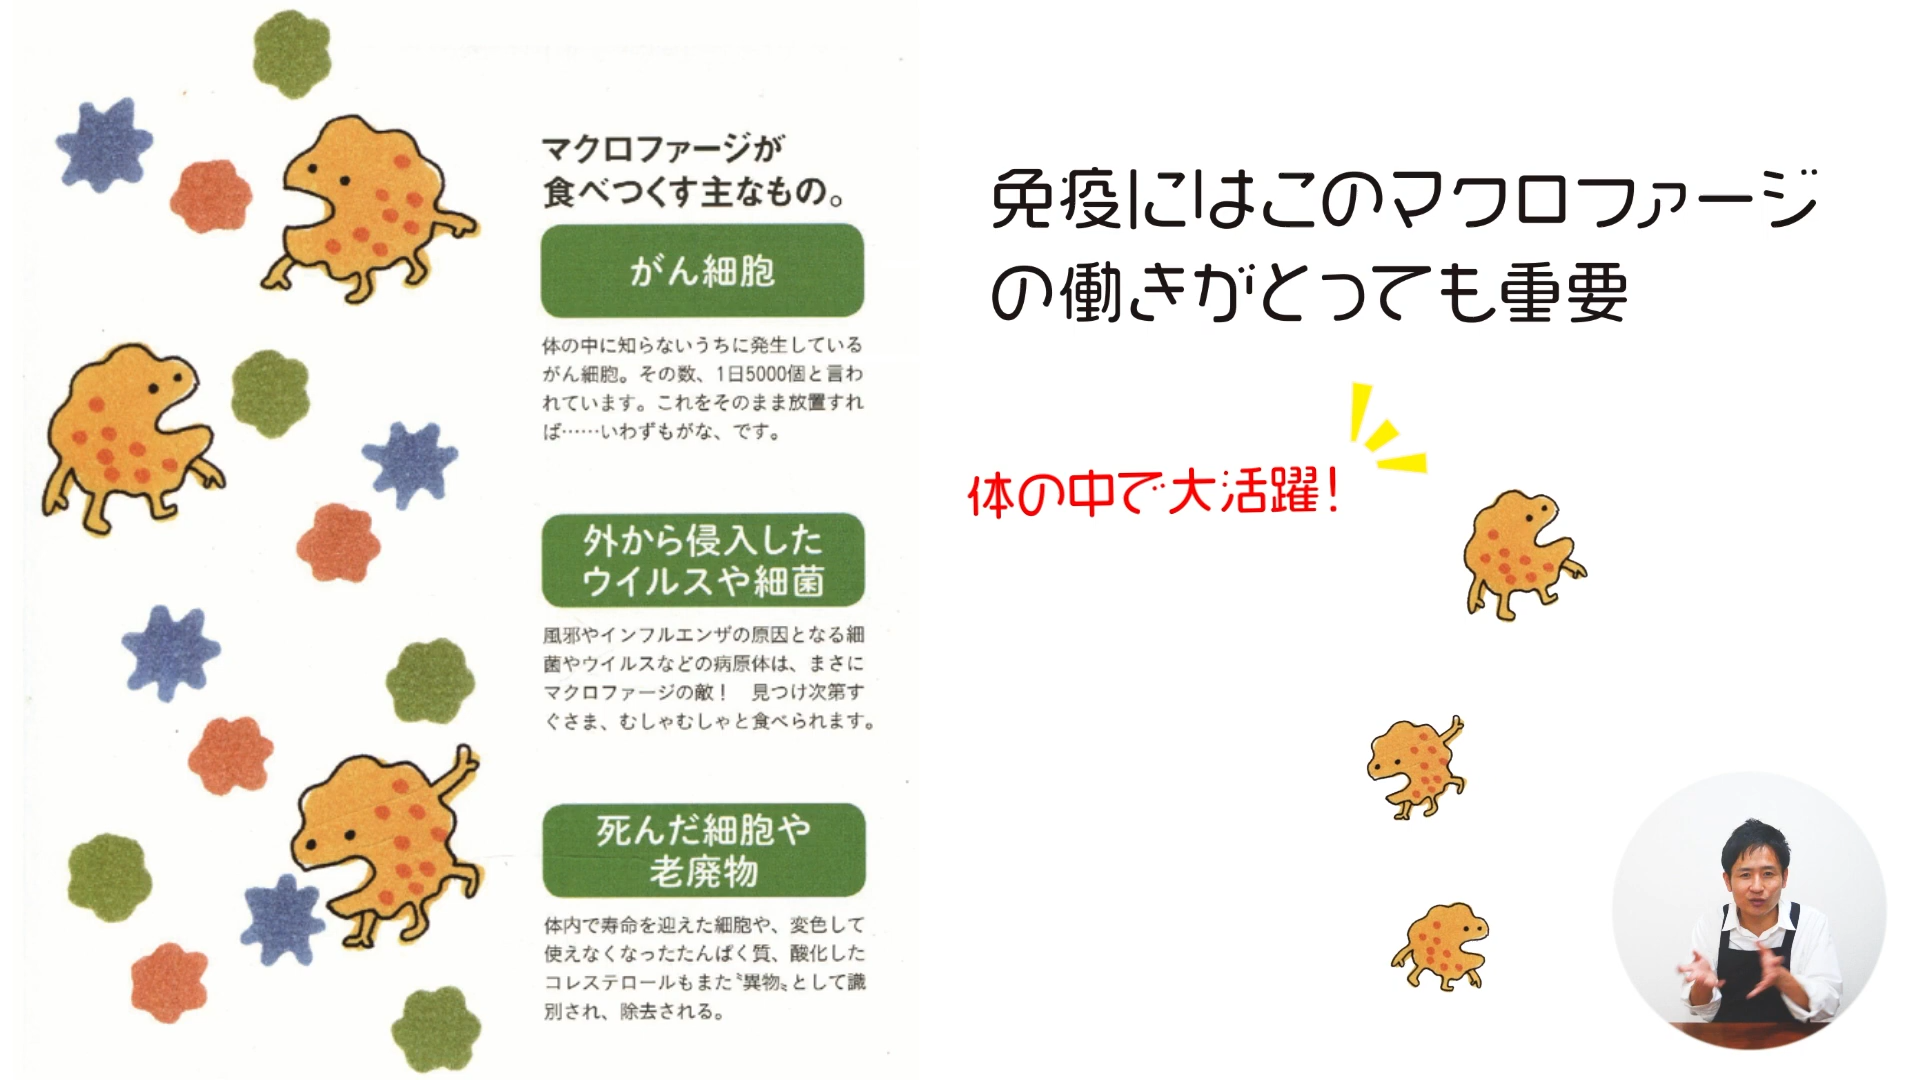 マクロファージが
食べつくす主なもの。
がん細胞
体の中に知らないうちに発生している
がん細胞。その数、1日5000個と言わ
れています。これをそのまま放置すれ
ば……いわずもがな、です。
外から侵入した
ウイルスや細菌
風邪やインフルエンザの原因となる細
菌やウイルスなどの病原体は、まさに
マクロファージの敵!　見つけ次第す
ぐさま、むしゃむしゃと食べられます。
死んだ細胞や
老廃物
体内で寿命を迎えた細胞や、変色して
使えなくなったたんぱく質、酸化した
コレステロールもまた〝異物〟として識
別され、除去される。
免疫にはこのマクロファージ
の働きがとっても重要
体の中で大活躍!